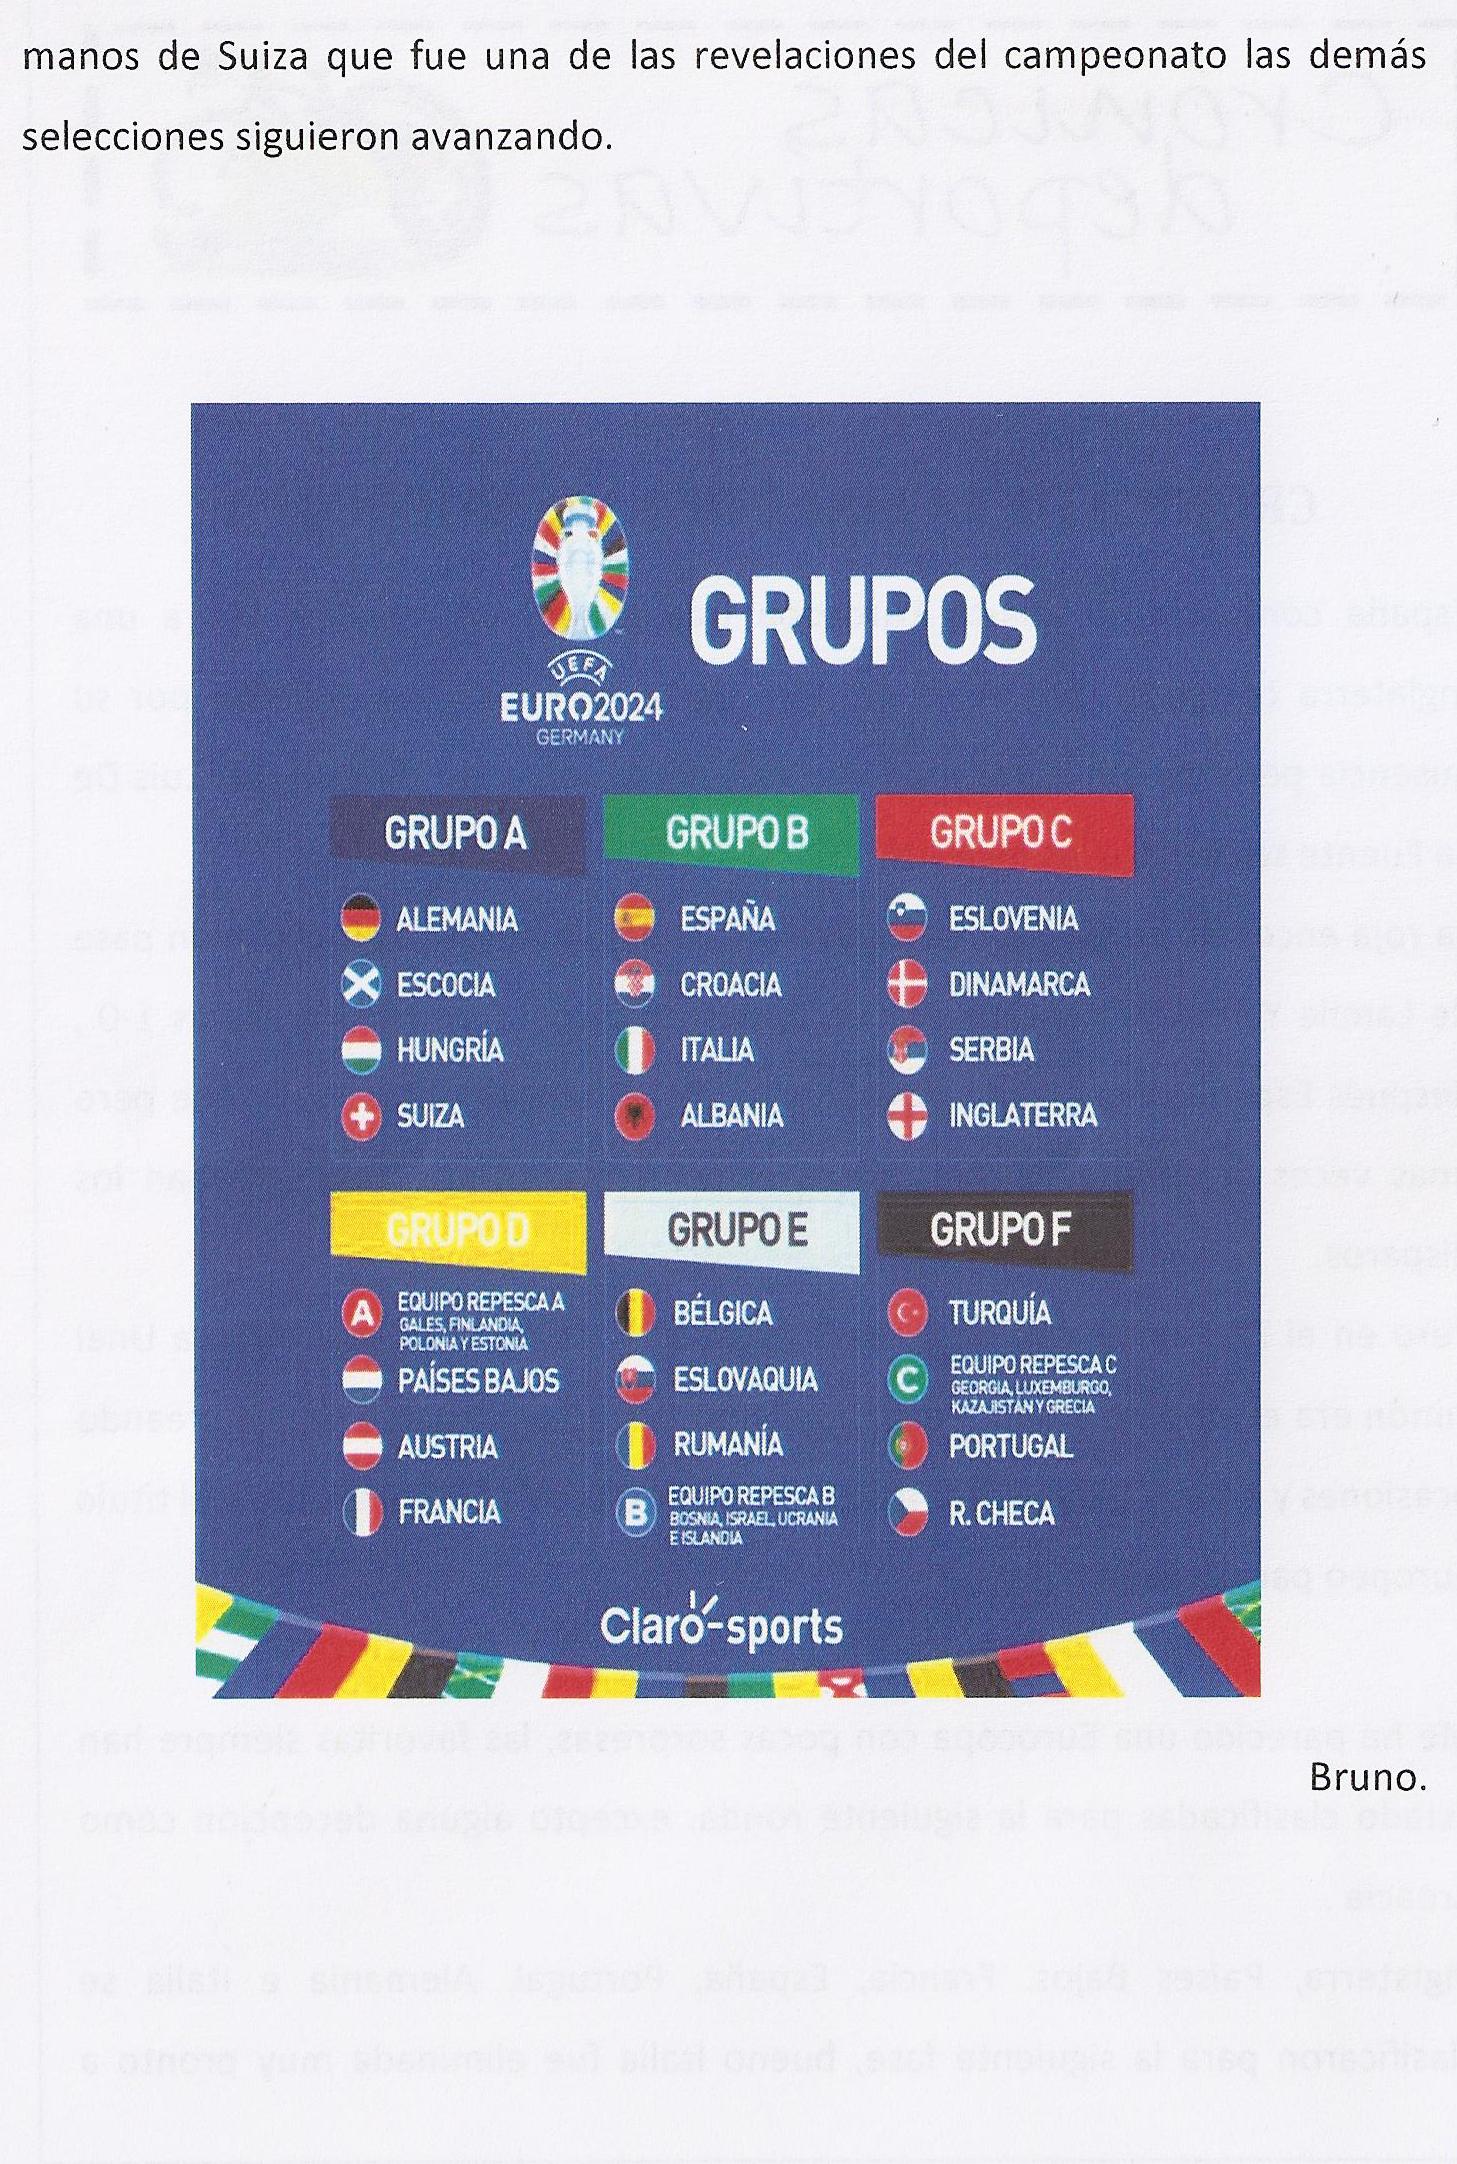 manos de Suiza que fue una de las revelaciones del campeonato las demás
selecciones siguieron avanzando.
UEFA
EURO2024
GERMANY
GRUPOS
GRUPO A
ALEMANIA
ESCOCIA
HUNGRÍA
SUIZA
GRUPO B
ESPAÑA
CROACIA
ITALIA
ALBANIA
GRUPO C
ESLOVENIA
DINAMARCA
SERBIA
INGLATERRA
GRUPO D
A EQUIPO REPESCA A
GALES, FINLANDIA,
POLONIA Y ESTONIA
PAÍSES BAJOS
AUSTRIA
FRANCIA
GRUPO E
BÉLGICA
ESLOVAQUIA
RUMANÍA
B EQUIPO REPESCA B
BOSNIA, ISRAEL, UCRANIA
E ISLANDIA
GRUPO F
TURQUÍA
C EQUIPO REPESCA C
GEORGIA, LUXEMBURGO,
KAZAJISTÁN Y GRECIA
PORTUGAL
R. CHECA
Claro-sports
Bruno.